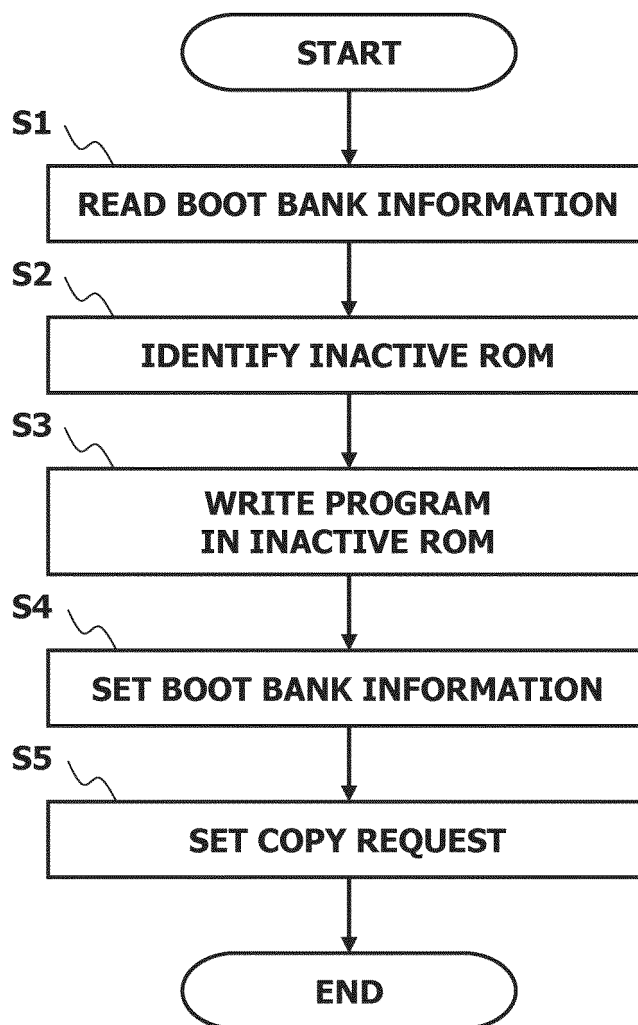 START
S1
READ BOOT BANK INFORMATION
S2
IDENTIFY INACTIVE ROM
S3
WRITE PROGRAM
IN INACTIVE ROM
S4
SET BOOT BANK INFORMATION
S5
SET COPY REQUEST
END